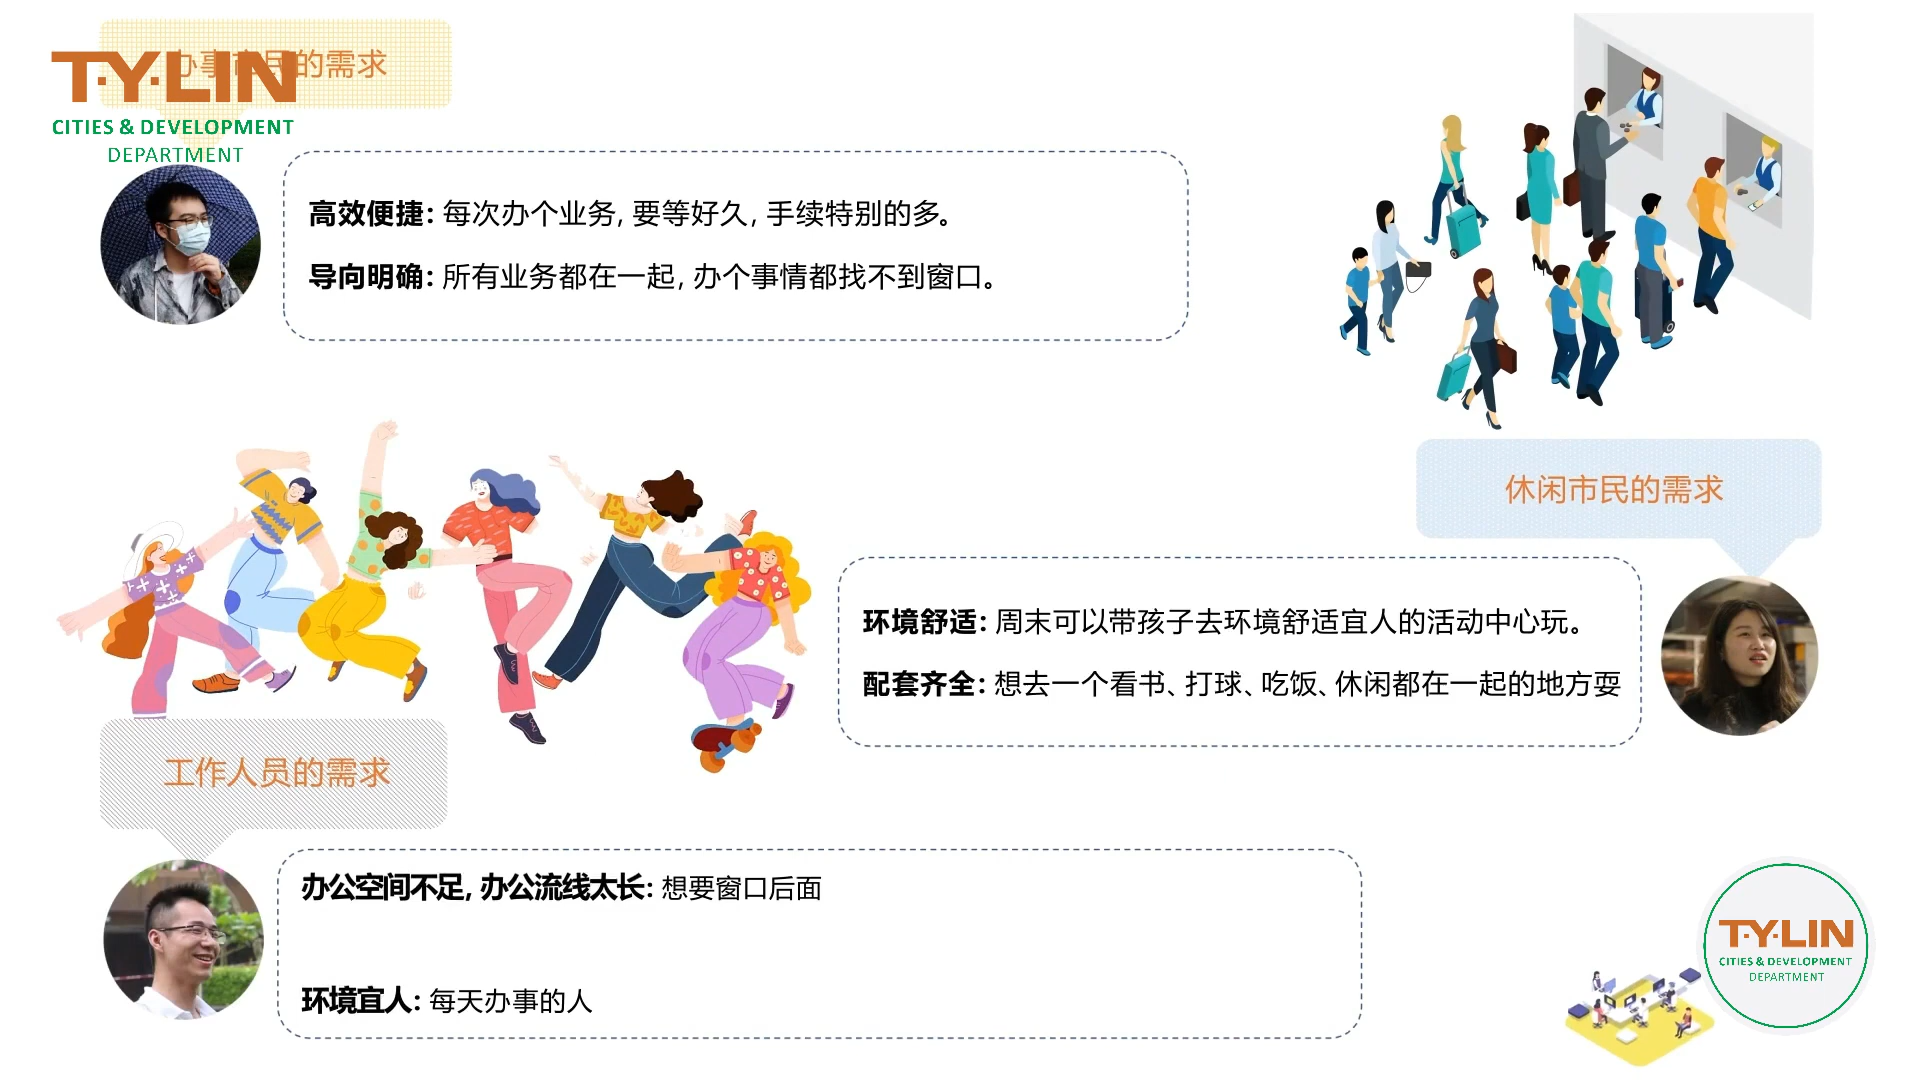 办事市民的需求
T·Y·LIN
CITIES & DEVELOPMENT
DEPARTMENT
高效便捷：每次办个业务，要等好久，手续特别的多。
导向明确：所有业务都在一起，办个事情都找不到窗口。
休闲市民的需求
环境舒适：周末可以带孩子去环境舒适宜人的活动中心玩。
配套齐全：想去一个看书、打球、吃饭、休闲都在一起的地方耍
工作人员的需求
办公空间不足，办公流线太长：想要窗口后面
环境宜人：每天办事的人
T·Y·LIN
CITIES & DEVELOPMENT
DEPARTMENT